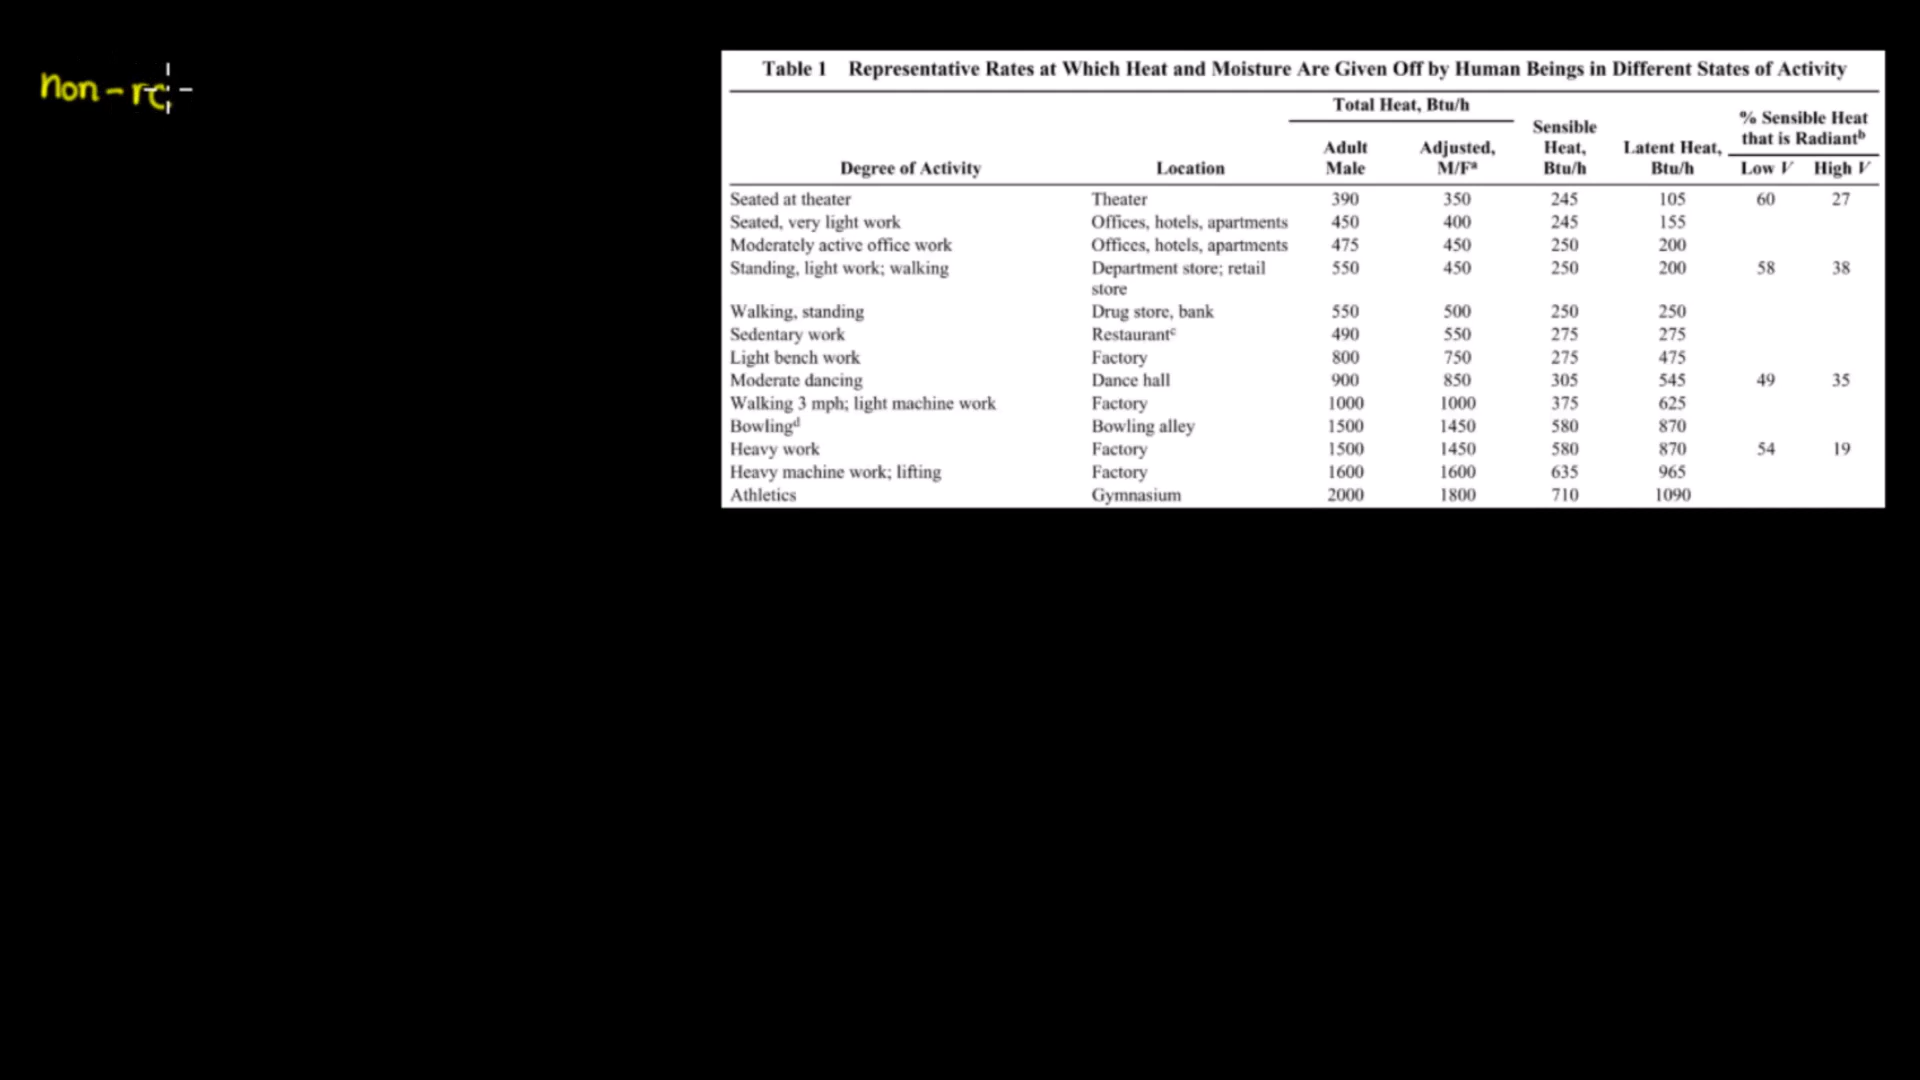 non-
Table 1 Representative Rates at Which Heat and Moisture Are Given Off by Human Beings in Different States of Activity
Total Heat, Btu/h
% Sensible Heat that is Radiantᵇ
Degree of Activity Location Adult Male Adjusted, M/Fᵃ Sensible Heat, Btu/h Latent Heat, Btu/h Low V High V
Seated at theater Theater 390 350 245 105 60 27
Seated, very light work Offices, hotels, apartments 450 400 245 155
Moderately active office work Offices, hotels, apartments 475 450 250 200
Standing, light work; walking Department store; retail store 550 450 250 200 58 38
Walking, standing Drug store, bank 550 500 250 250
Sedentary work Restaurantᶜ 490 550 275 275
Light bench work Factory 800 750 275 475
Moderate dancing Dance hall 900 850 305 545 49 35
Walking 3 mph; light machine work Factory 1000 1000 375 625
Bowlingᵈ Bowling alley 1500 1450 580 870
Heavy work Factory 1500 1450 580 870 54 19
Heavy machine work; lifting Factory 1600 1600 635 965
Athletics Gymnasium 2000 1800 710 1090